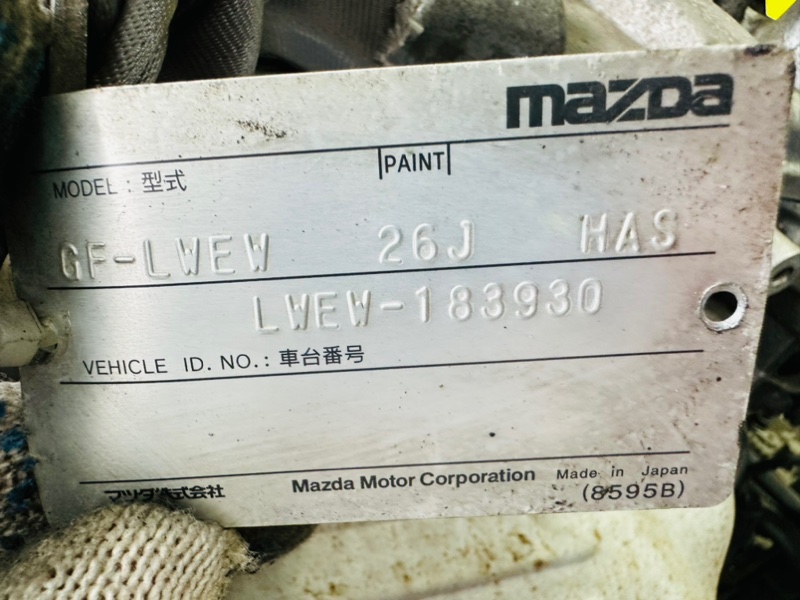 mazda
MODEL : 型式 PAINT
GF-LWEW 26J HAS
LWEW-183930
VEHICLE ID. NO. : 車台番号
マツダ株式会社 Mazda Motor Corporation Made in Japan
(8595B)